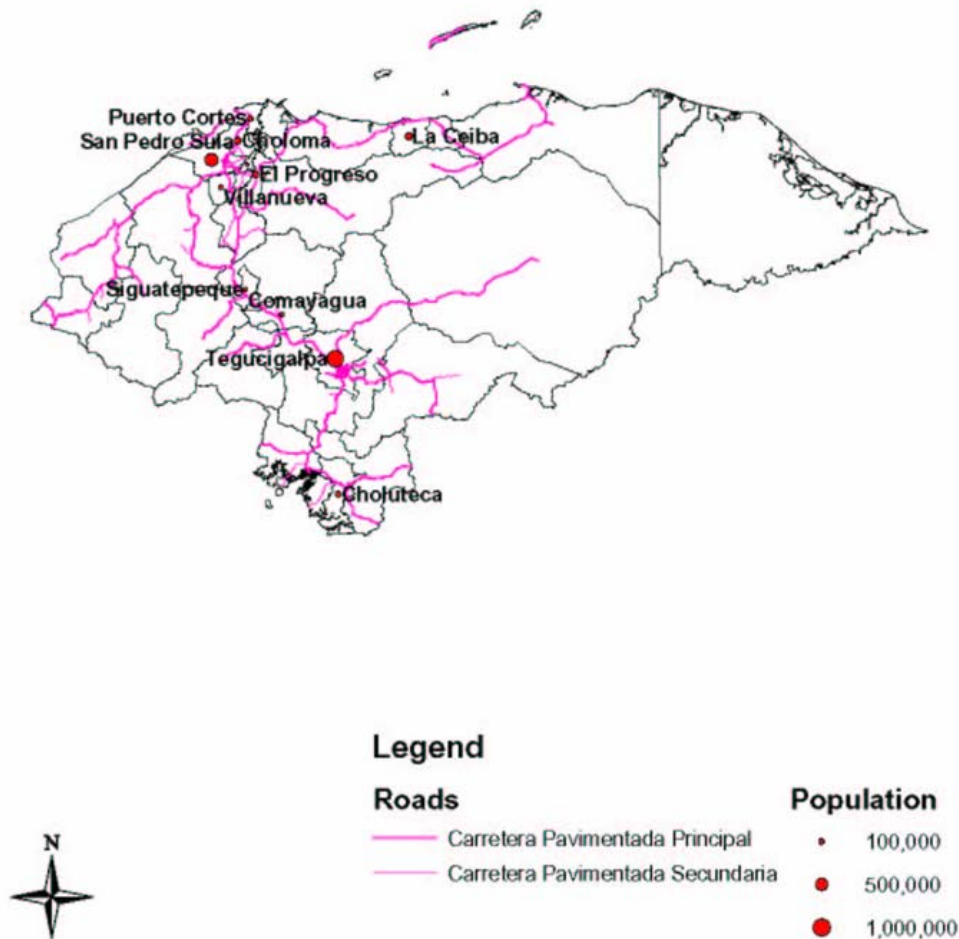 Puerto Cortes
San Pedro Sula Choloma
La Ceiba
El Progreso
Villanueva
Siguatepeque
Comayagua
Tegucigalpa
Choluteca
Legend
Roads
Carretera Pavimentada Principal
Carretera Pavimentada Secundaria
Population
100,000
500,000
1,000,000
N